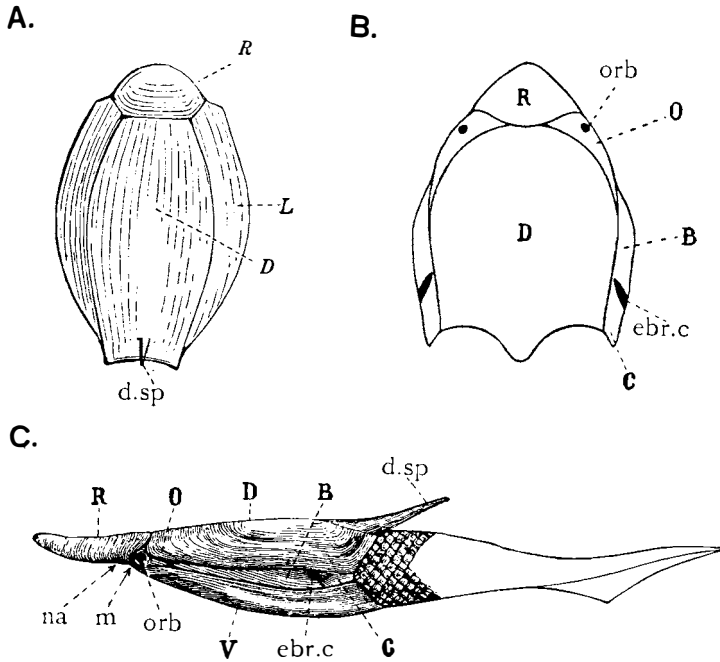 A.
R
L
D
d.sp
B.
orb
R
O
D
B
ebr.c
C
C.
d.sp
R O D B
na m orb
V ebr.c C